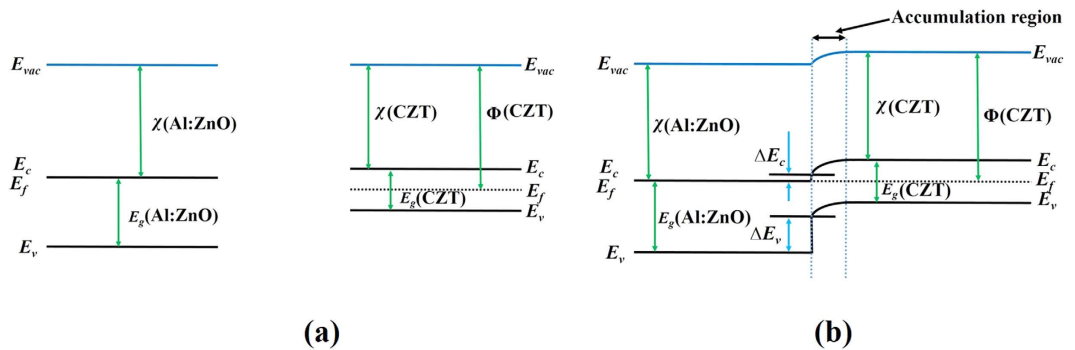 Accumulation region
E_vac
χ(Al:ZnO)
E_c
E_f
E_g(Al:ZnO)
E_v
E_vac
χ(CZT)
Φ(CZT)
E_c
E_f
E_g(CZT)
E_v
(a)
E_vac
χ(Al:ZnO)
ΔE_c
E_c
E_f
E_g(Al:ZnO)
ΔE_v
E_v
E_vac
χ(CZT)
Φ(CZT)
E_c
E_f
E_g(CZT)
E_v
(b)